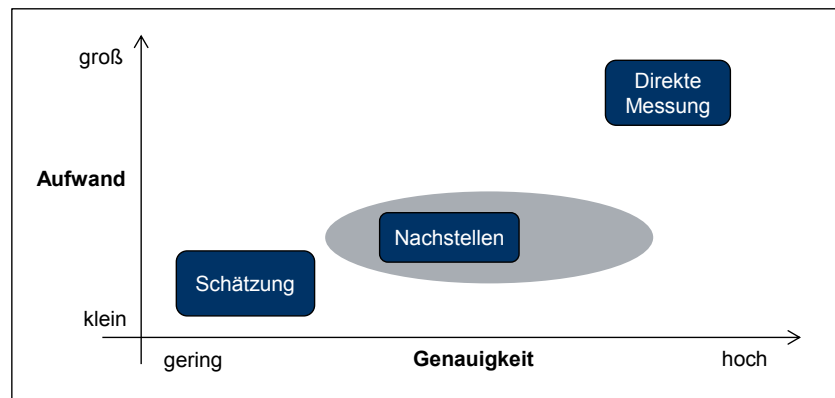 groß
Direkte
Messung
Aufwand
Nachstellen
Schätzung
klein
gering
Genauigkeit
hoch